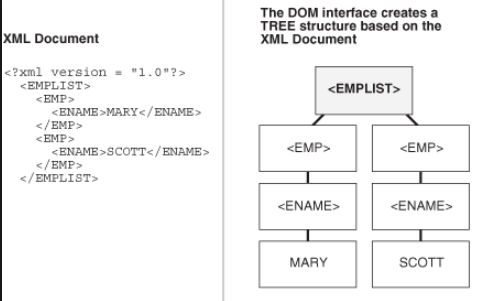 XML Document
<?xml version = "1.0"?>
<EMPLIST>
<EMP>
<ENAME>MARY</ENAME>
</EMP>
<EMP>
<ENAME>SCOTT</ENAME>
</EMP>
</EMPLIST>
The DOM interface creates a
TREE structure based on the
XML Document
<EMPLIST>
<EMP> <EMP>
<ENAME> <ENAME>
MARY SCOTT